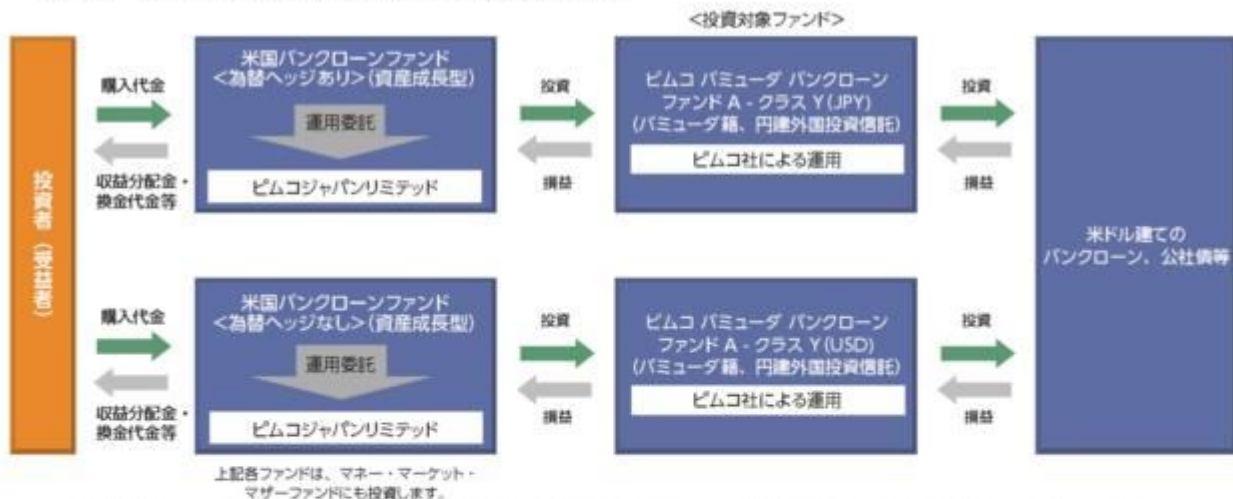 <投資対象ファンド>
投資者（受益者）
購入代金
収益分配金・
換金代金等
米国バンクローンファンド
<為替ヘッジあり>(資産成長型)
運用委託
ピムコジャパンリミテッド
投資
損益
ピムコ バミューダ バンクローン
ファンド A - クラス Y(JPY)
(バミューダ籍、円建外国投資信託)
ピムコ社による運用
投資
損益
米ドル建ての
バンクローン、公社債等
購入代金
収益分配金・
換金代金等
米国バンクローンファンド
<為替ヘッジなし>(資産成長型)
運用委託
ピムコジャパンリミテッド
投資
損益
ピムコ バミューダ バンクローン
ファンド A - クラス Y(USD)
(バミューダ籍、円建外国投資信託)
ピムコ社による運用
投資
損益
上記各ファンドは、マネー・マーケット・
マザーファンドにも投資します。